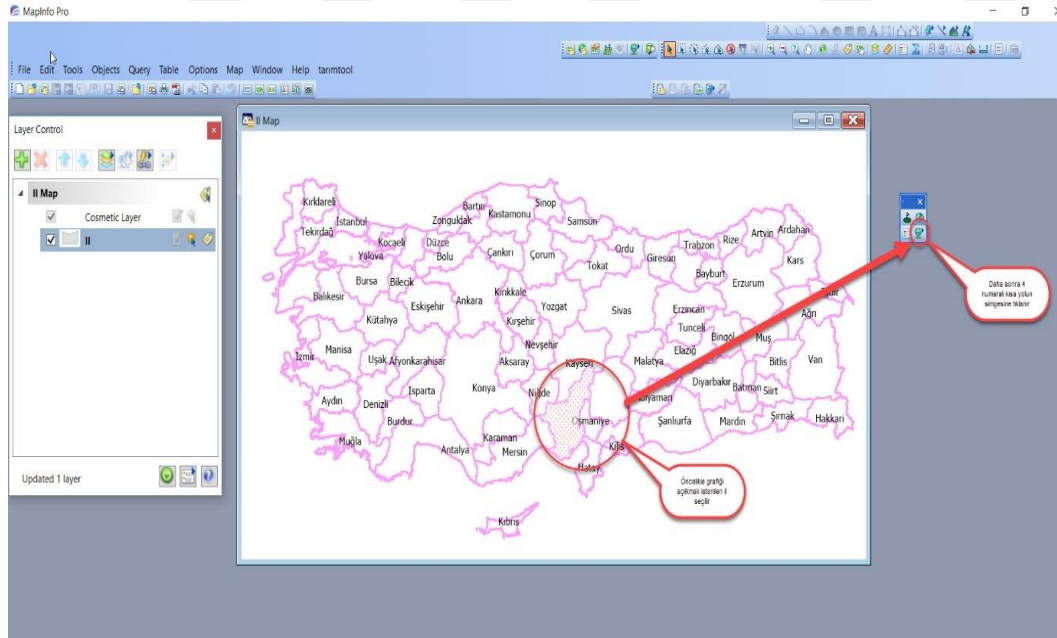 MapInfo Pro
File Edit Tools Objects Query Table Options Map Window Help tarımtool
Layer Control
Il Map
Cosmetic Layer
Il
Updated 1 layer
Il Map
Kırklareli
Tekirdağ
İstanbul
Kocaeli
Yalova
Düzce
Bolu
Zonguldak
Bartın
Kastamonu
Sinop
Samsun
Çankırı
Çorum
Tokat
Ordu
Giresun
Trabzon
Rize
Artvin
Ardahan
Kars
Bayburt
Erzurum
Balıkesir
Bursa
Bilecik
Eskişehir
Kütahya
Ankara
Kırıkkale
Kırşehir
Yozgat
Sivas
Erzincan
Tunceli
Bingöl
Muş
Ağrı
İzmir
Manisa
Uşak
Afyonkarahisar
Aksaray
Nevşehir
Kayseri
Malatya
Elazığ
Bitlis
Van
Aydın
Denizli
Isparta
Burdur
Konya
Niğde
Osmaniye
Diyarbakır
Batman
Siirt
Şanlıurfa
Mardin
Şırnak
Hakkari
Muğla
Antalya
Karaman
Mersin
Kilis
Hatay
Kıbrıs
Öncelikle grafiği
açılmak istenilen il
seçilir
Daha sonra 4
numaralı kısa yolun
simgesine tıklanır